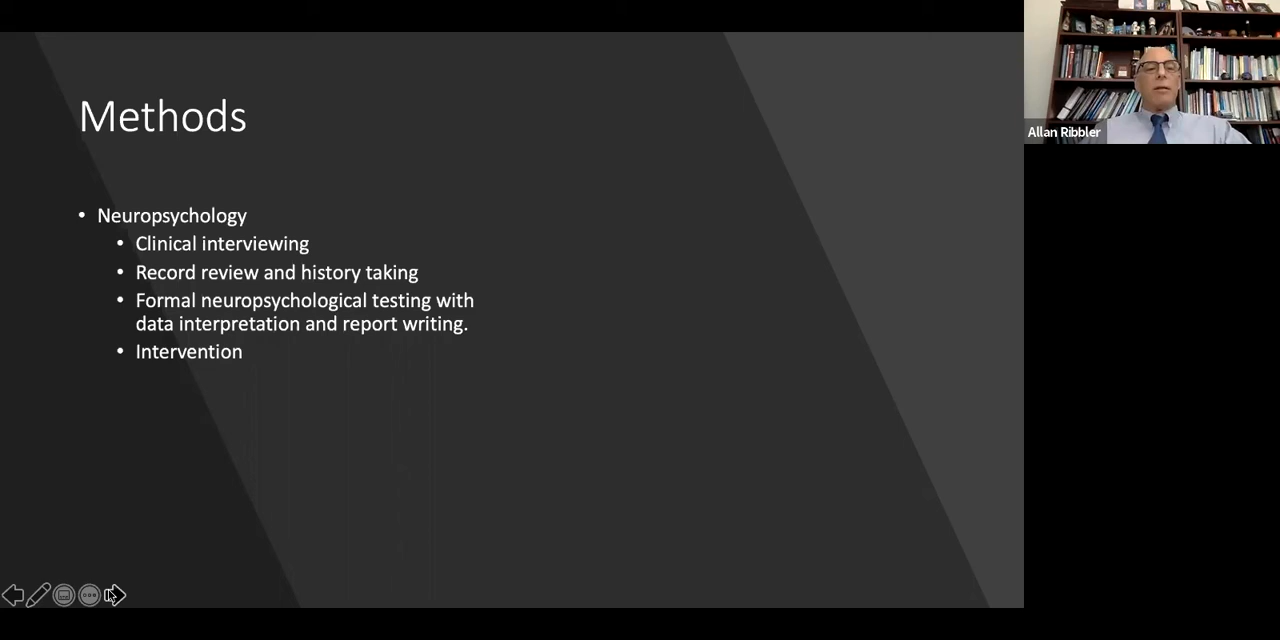 Methods
• Neuropsychology
• Clinical interviewing
• Record review and history taking
• Formal neuropsychological testing with
data interpretation and report writing.
• Intervention
Allan Ribbler